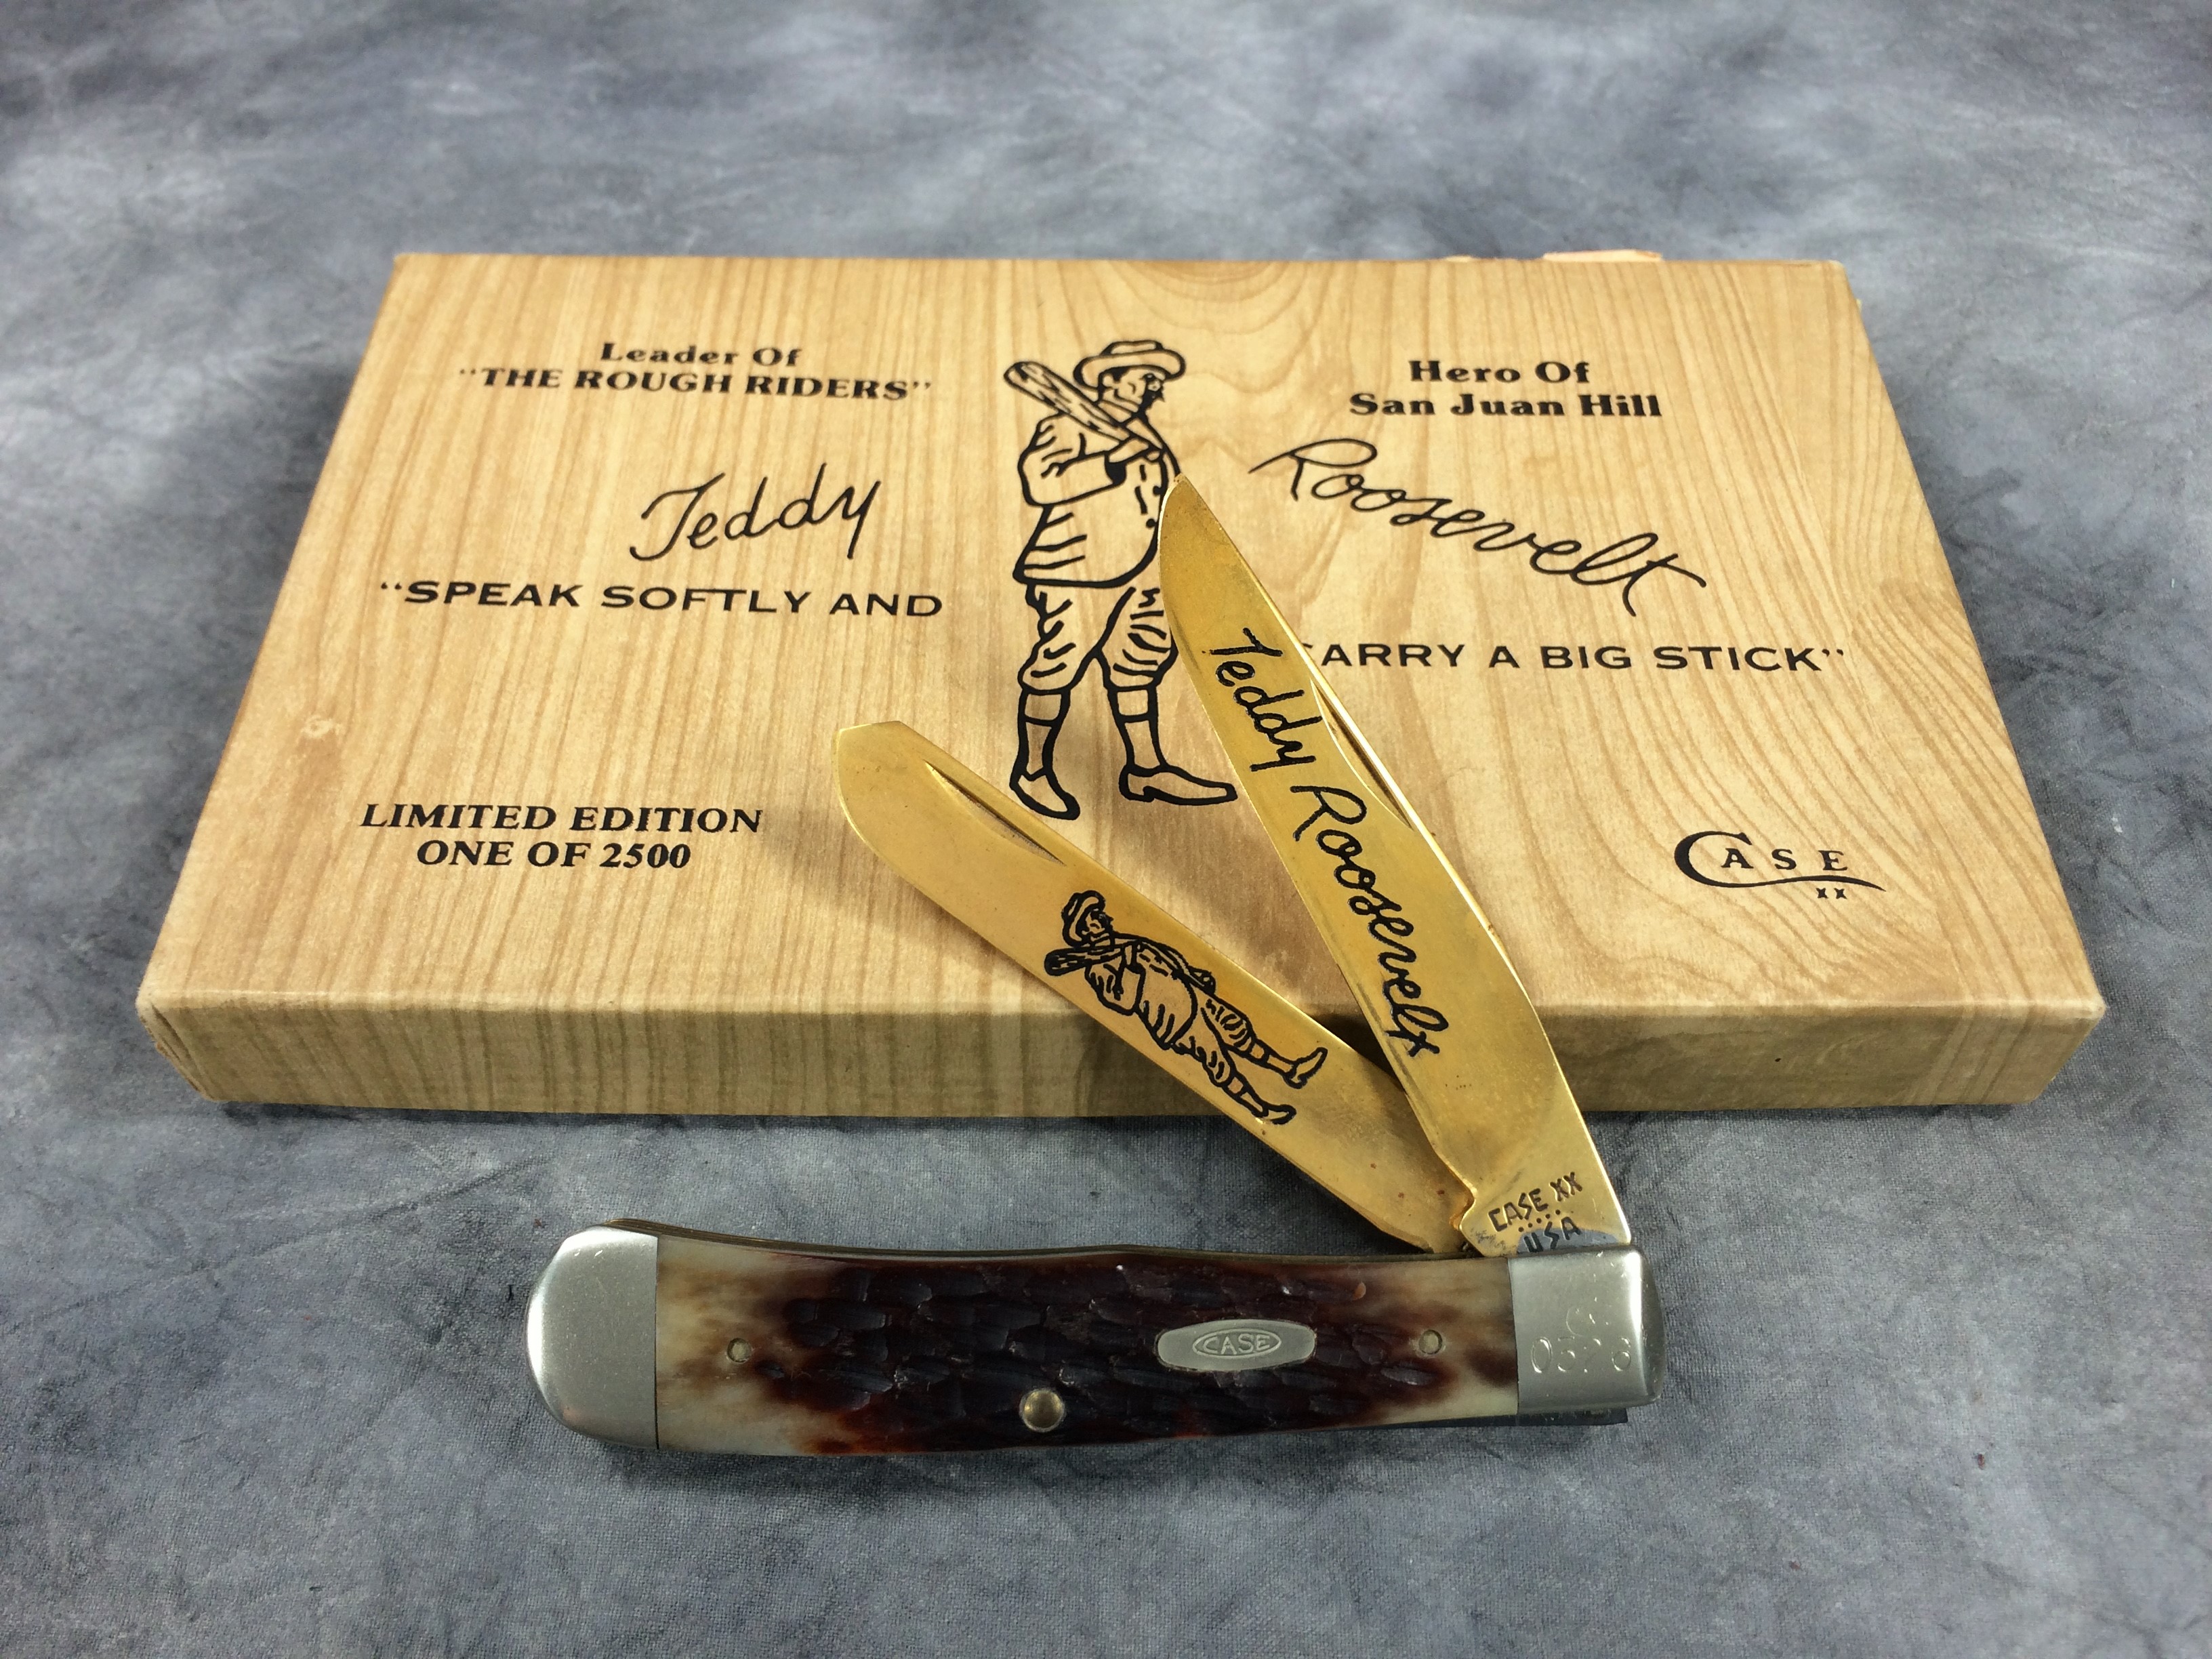 Leader Of
"THE ROUGH RIDERS"
Hero Of
San Juan Hill
Teddy
Roosevelt
"SPEAK SOFTLY AND
ARRY A BIG STICK"
LIMITED EDITION
ONE OF 2500
CASE
XX
Teddy Roosevelt
CASE XX
.....
USA
CASE